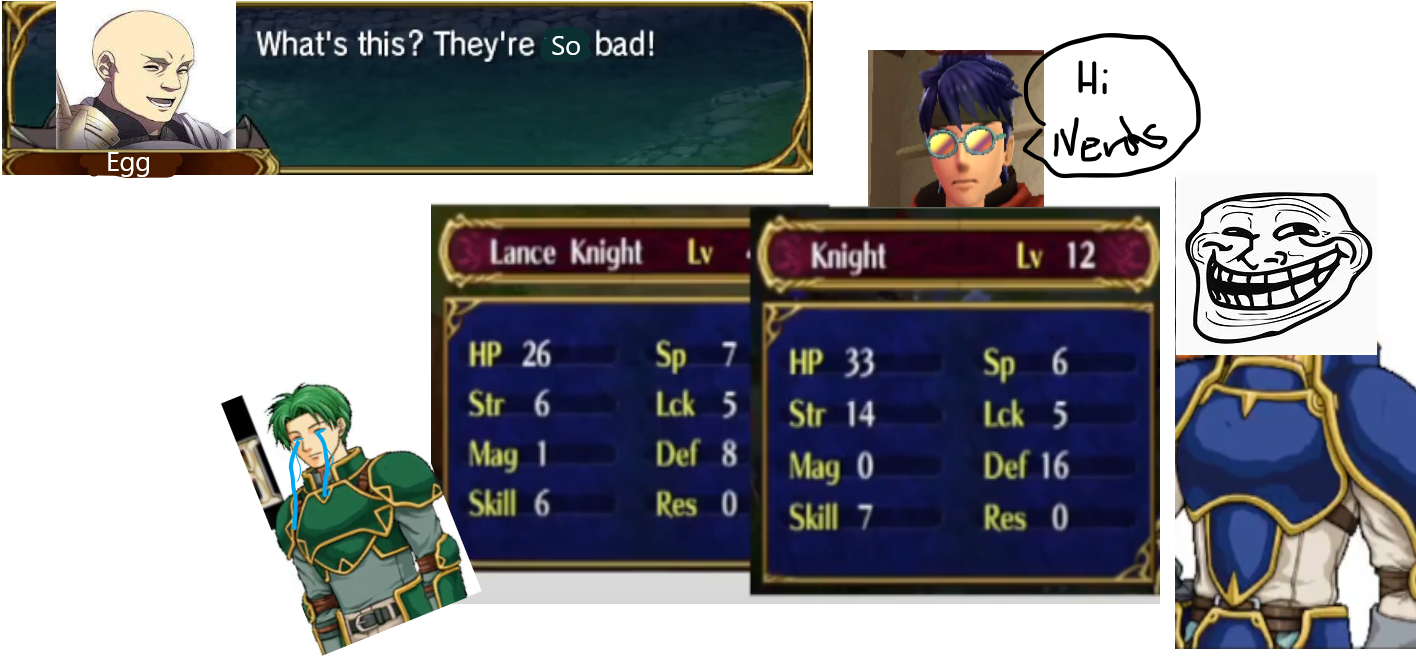 What's this? They're So bad!
Egg
Hi
Nerds
Lance Knight Lv
HP 26 Sp 7
Str 6 Lck 5
Mag 1 Def 8
Skill 6 Res 0
Knight Lv 12
HP 33 Sp 6
Str 14 Lck 5
Mag 0 Def 16
Skill 7 Res 0